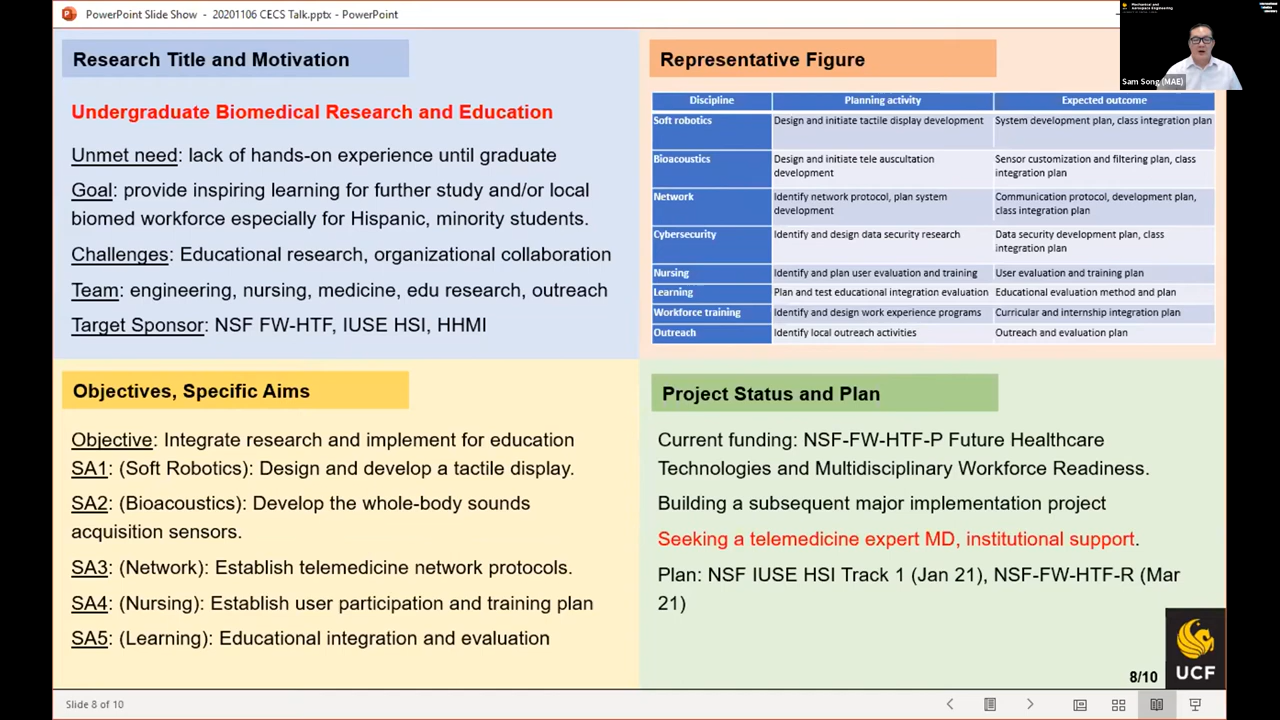 PowerPoint Slide Show - 20201106 CECS Talk.pptx - PowerPoint
Sam Song (MAE)
Research Title and Motivation
Undergraduate Biomedical Research and Education
Unmet need: lack of hands-on experience until graduate
Goal: provide inspiring learning for further study and/or local
biomed workforce especially for Hispanic, minority students.
Challenges: Educational research, organizational collaboration
Team: engineering, nursing, medicine, edu research, outreach
Target Sponsor: NSF FW-HTF, IUSE HSI, HHMI
Representative Figure
Discipline Planning activity Expected outcome
Soft robotics Design and initiate tactile display development System development plan, class integration plan
Bioacoustics Design and initiate tele auscultation Sensor customization and filtering plan, class
development integration plan
Network Identify network protocol, plan system Communication protocol, development plan,
development class integration plan
Cybersecurity Identify and design data security research Data security development plan, class
integration plan
Nursing Identify and plan user evaluation and training User evaluation and training plan
Learning Plan and test educational integration evaluation Educational evaluation method and plan
Workforce training Identify and design work experience programs Curricular and internship integration plan
Outreach Identify local outreach activities Outreach and evaluation plan
Objectives, Specific Aims
Objective: Integrate research and implement for education
SA1: (Soft Robotics): Design and develop a tactile display.
SA2: (Bioacoustics): Develop the whole-body sounds
acquisition sensors.
SA3: (Network): Establish telemedicine network protocols.
SA4: (Nursing): Establish user participation and training plan
SA5: (Learning): Educational integration and evaluation
Project Status and Plan
Current funding: NSF-FW-HTF-P Future Healthcare
Technologies and Multidisciplinary Workforce Readiness.
Building a subsequent major implementation project
Seeking a telemedicine expert MD, institutional support.
Plan: NSF IUSE HSI Track 1 (Jan 21), NSF-FW-HTF-R (Mar
21)
8/10
UCF
Slide 8 of 10